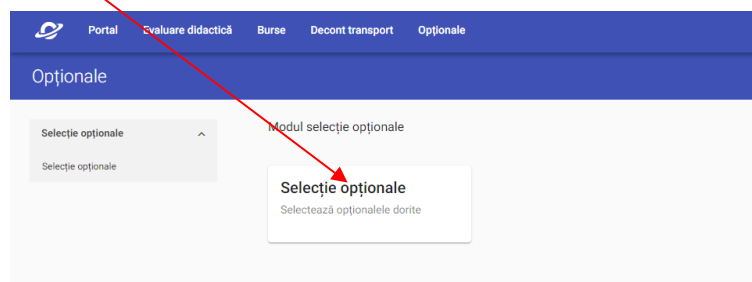 Portal Evaluare didactică Burse Decont transport Opționale
Opționale
Selecție opționale
Selecție opționale
Modul selecție opționale
Selecție opționale
Selectează opționalele dorite